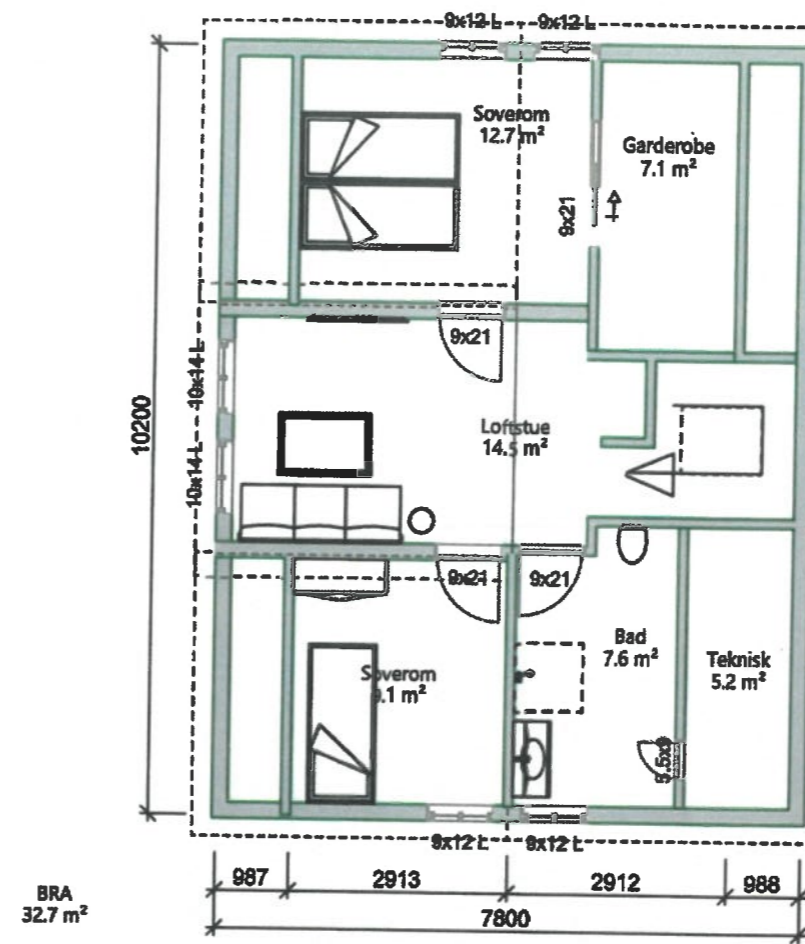 9x12 L 9x12 L
Soverom
12.7 m²
Garderobe
7.1 m²
9x21
9x21
10x14 L
10x14 L
10200
Loftstue
14.5 m²
9x21
9x21
Bad
7.6 m²
Teknisk
5.2 m²
Soverom
9.1 m²
9x12 L 9x12 L
987 2913 2912 988
7800
BRA
32.7 m²